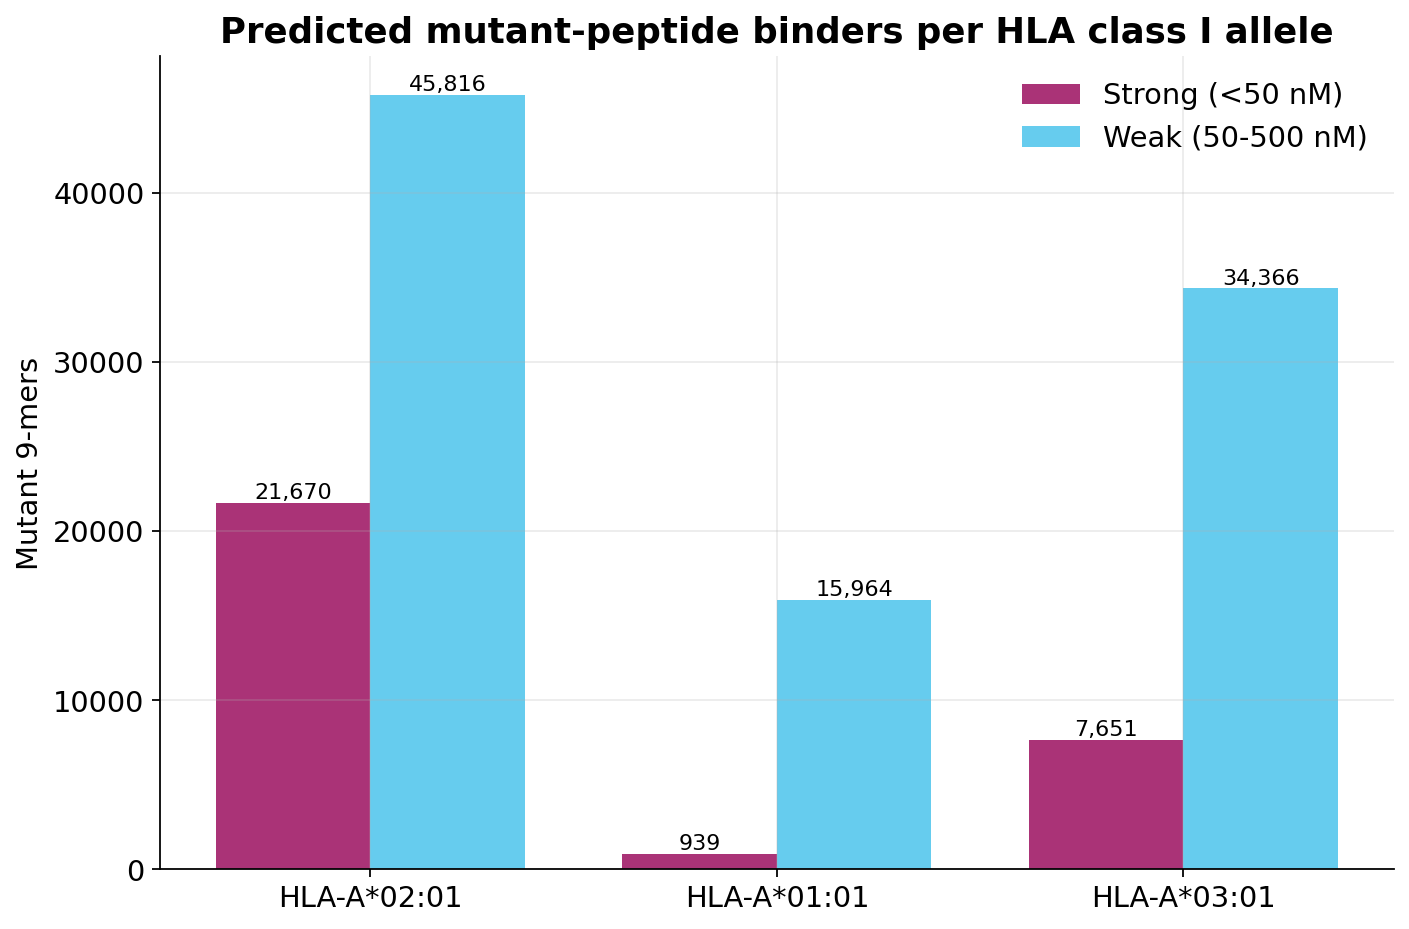 Predicted mutant-peptide binders per HLA class I allele
Strong (<50 nM)
Weak (50-500 nM)
Mutant 9-mers
40000
30000
20000
10000
0
45,816
21,670
939
15,964
7,651
34,366
HLA-A*02:01
HLA-A*01:01
HLA-A*03:01